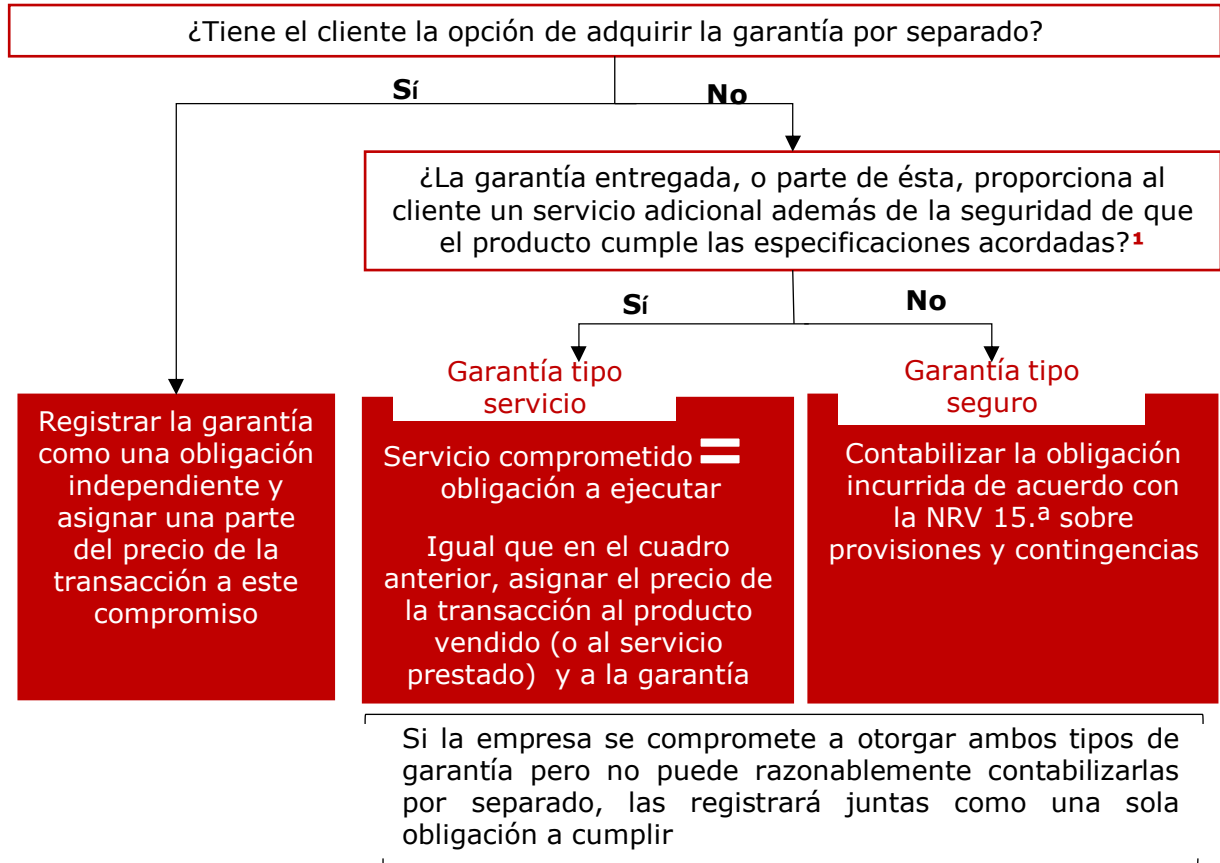 ¿Tiene el cliente la opción de adquirir la garantía por separado?
Sí
No
¿La garantía entregada, o parte de ésta, proporciona al
cliente un servicio adicional además de la seguridad de que
el producto cumple las especificaciones acordadas?¹
Sí
No
Registrar la garantía
como una obligación
independiente y
asignar una parte
del precio de la
transacción a este
compromiso
Garantía tipo
servicio
Servicio comprometido =
obligación a ejecutar
Igual que en el cuadro
anterior, asignar el precio de
la transacción al producto
vendido (o al servicio
prestado) y a la garantía
Garantía tipo
seguro
Contabilizar la obligación
incurrida de acuerdo con
la NRV 15.ª sobre
provisiones y contingencias
Si la empresa se compromete a otorgar ambos tipos de
garantía pero no puede razonablemente contabilizarlas
por separado, las registrará juntas como una sola
obligación a cumplir